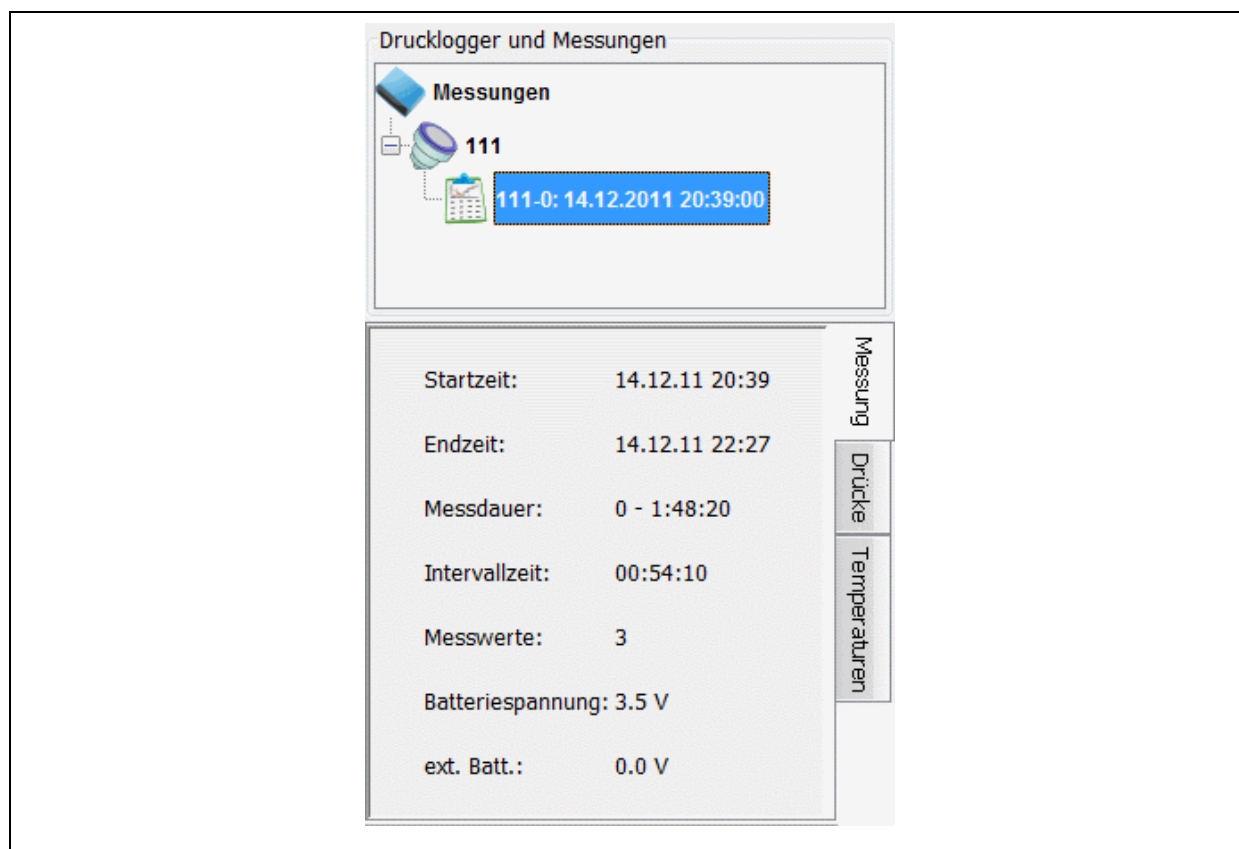 Drucklogger und Messungen
Messungen
111
111-0: 14.12.2011 20:39:00
Startzeit: 14.12.11 20:39
Endzeit: 14.12.11 22:27
Messdauer: 0 - 1:48:20
Intervallzeit: 00:54:10
Messwerte: 3
Batteriespannung: 3.5 V
ext. Batt.: 0.0 V
Messung
Drücke
Temperaturen